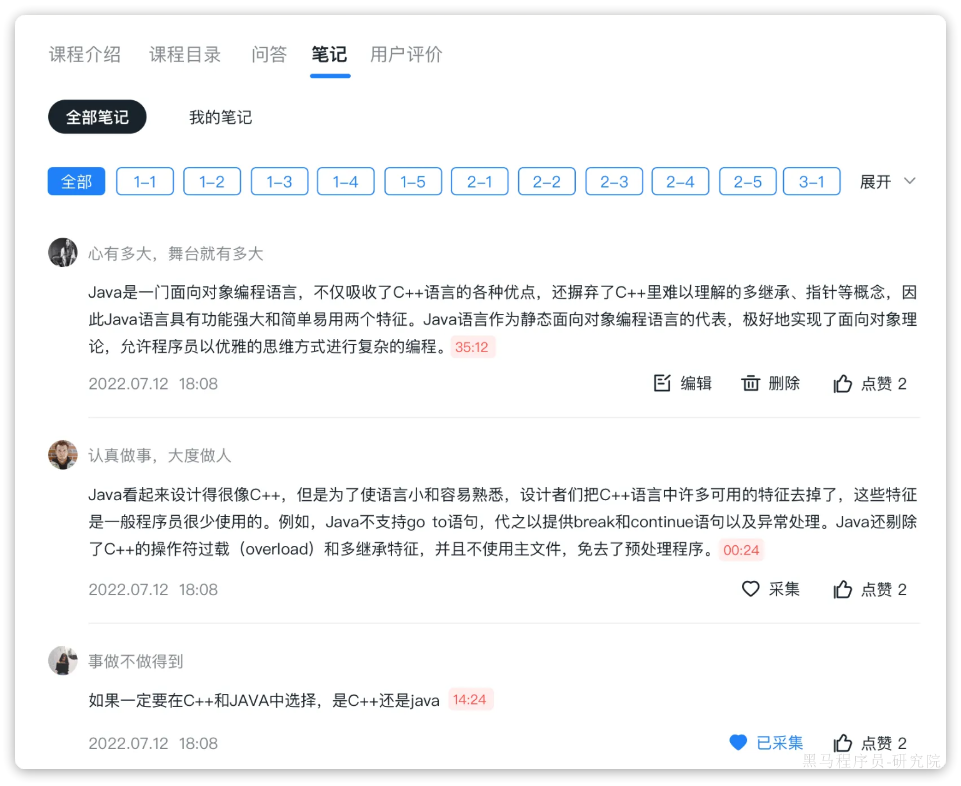 课程介绍 课程目录 问答 笔记 用户评价
全部笔记 我的笔记
全部 1-1 1-2 1-3 1-4 1-5 2-1 2-2 2-3 2-4 2-5 3-1 展开
心有多大，舞台就有多大
Java是一门面向对象编程语言，不仅吸收了C++语言的各种优点，还摒弃了C++里难以理解的多继承、指针等概念，因
此Java语言具有功能强大和简单易用两个特征。Java语言作为静态面向对象编程语言的代表，极好地实现了面向对象理
论，允许程序员以优雅的思维方式进行复杂的编程。 35:12
2022.07.12 18:08 编辑 删除 点赞 2
认真做事，大度做人
Java看起来设计得很像C++，但是为了使语言小和容易熟悉，设计者们把C++语言中许多可用的特征去掉了，这些特征
是一般程序员很少使用的。例如，Java不支持go to语句，代之以提供break和continue语句以及异常处理。Java还剔除
了C++的操作符过载（overload）和多继承特征，并且不使用主文件，免去了预处理程序。 00:24
2022.07.12 18:08 采集 点赞 2
事做不做得到
如果一定要在C++和JAVA中选择，是C++还是java 14:24
2022.07.12 18:08 已采集 点赞 2
黑马程序员-研究院